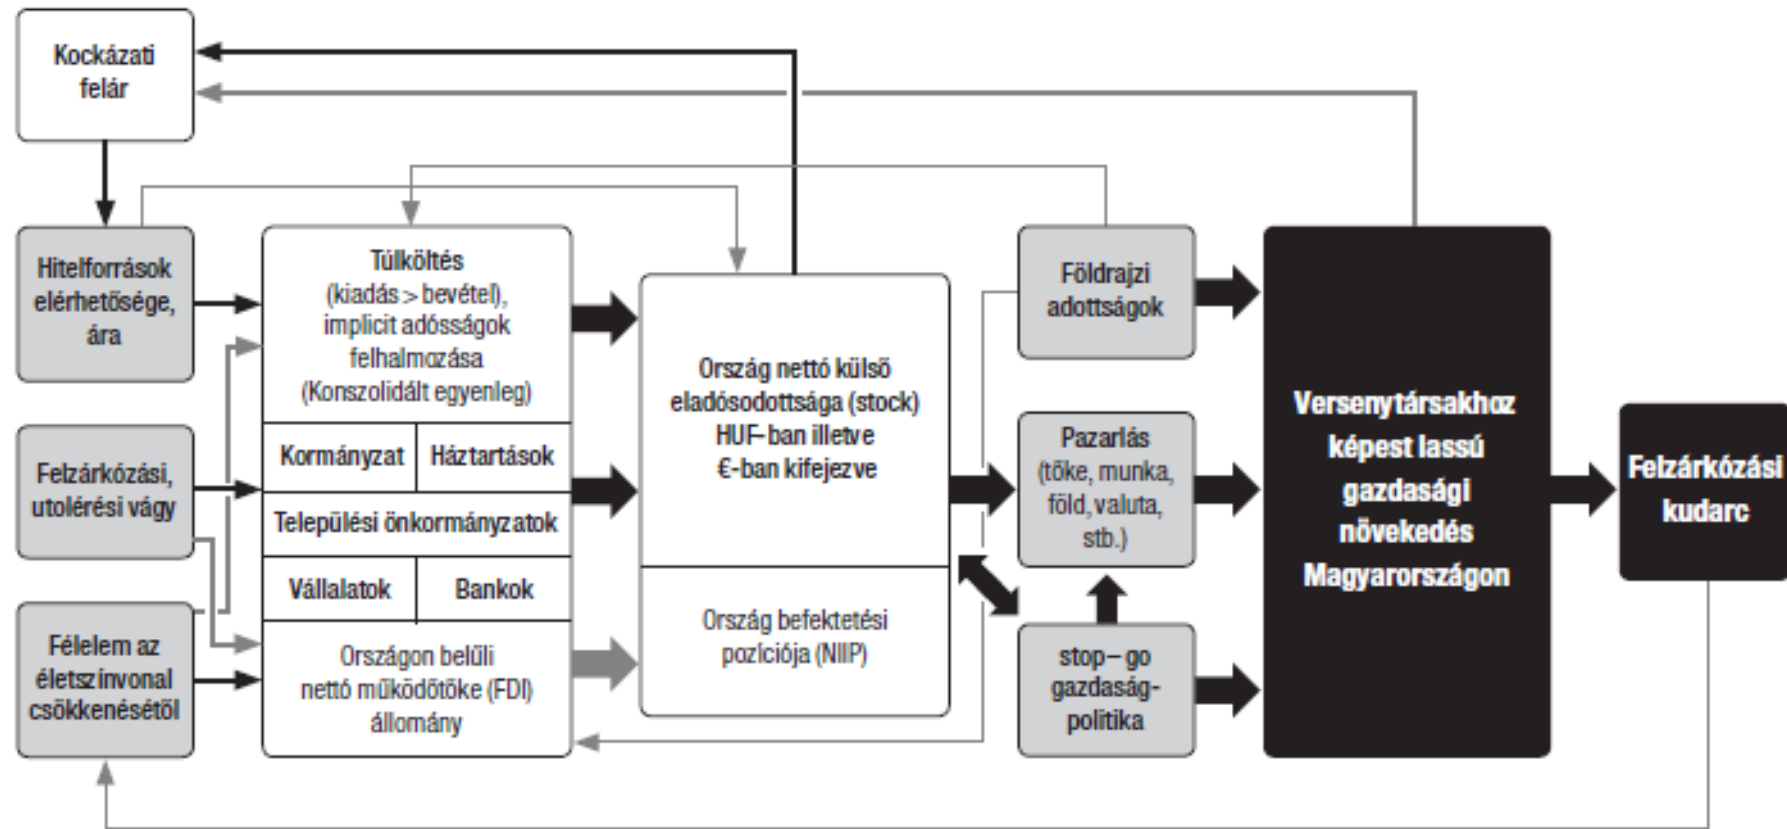 Kockázati
felár
Hitelforrások
elérhetősége,
ára
Felzárkózási,
utolérési vágy
Félelem az
életszinvonal
csökkenésétől
Túlköltés
(kiadás > bevétel),
implicit adósságok
felhalmozása
(Konszolidált egyenleg)
Kormányzat
Háztartások
Települési önkormányzatok
Vállalatok
Bankok
Országon belűli
nettó működőtőke (FDI)
állomány
Ország nettó külső
eladósodottsága (stock)
HUF-ban illetve
€-ban kifejezve
Ország befektetési
pozíciója (NIIP)
Földrajzi
adottságok
Pazarlás
(tőke, munka,
föld, valuta,
stb.)
stop– go
gazdaság-
politika
Versenytársakhoz
képest lassú
gazdasági
növekedés
Magyarországon
Felzárkózási
kudarc